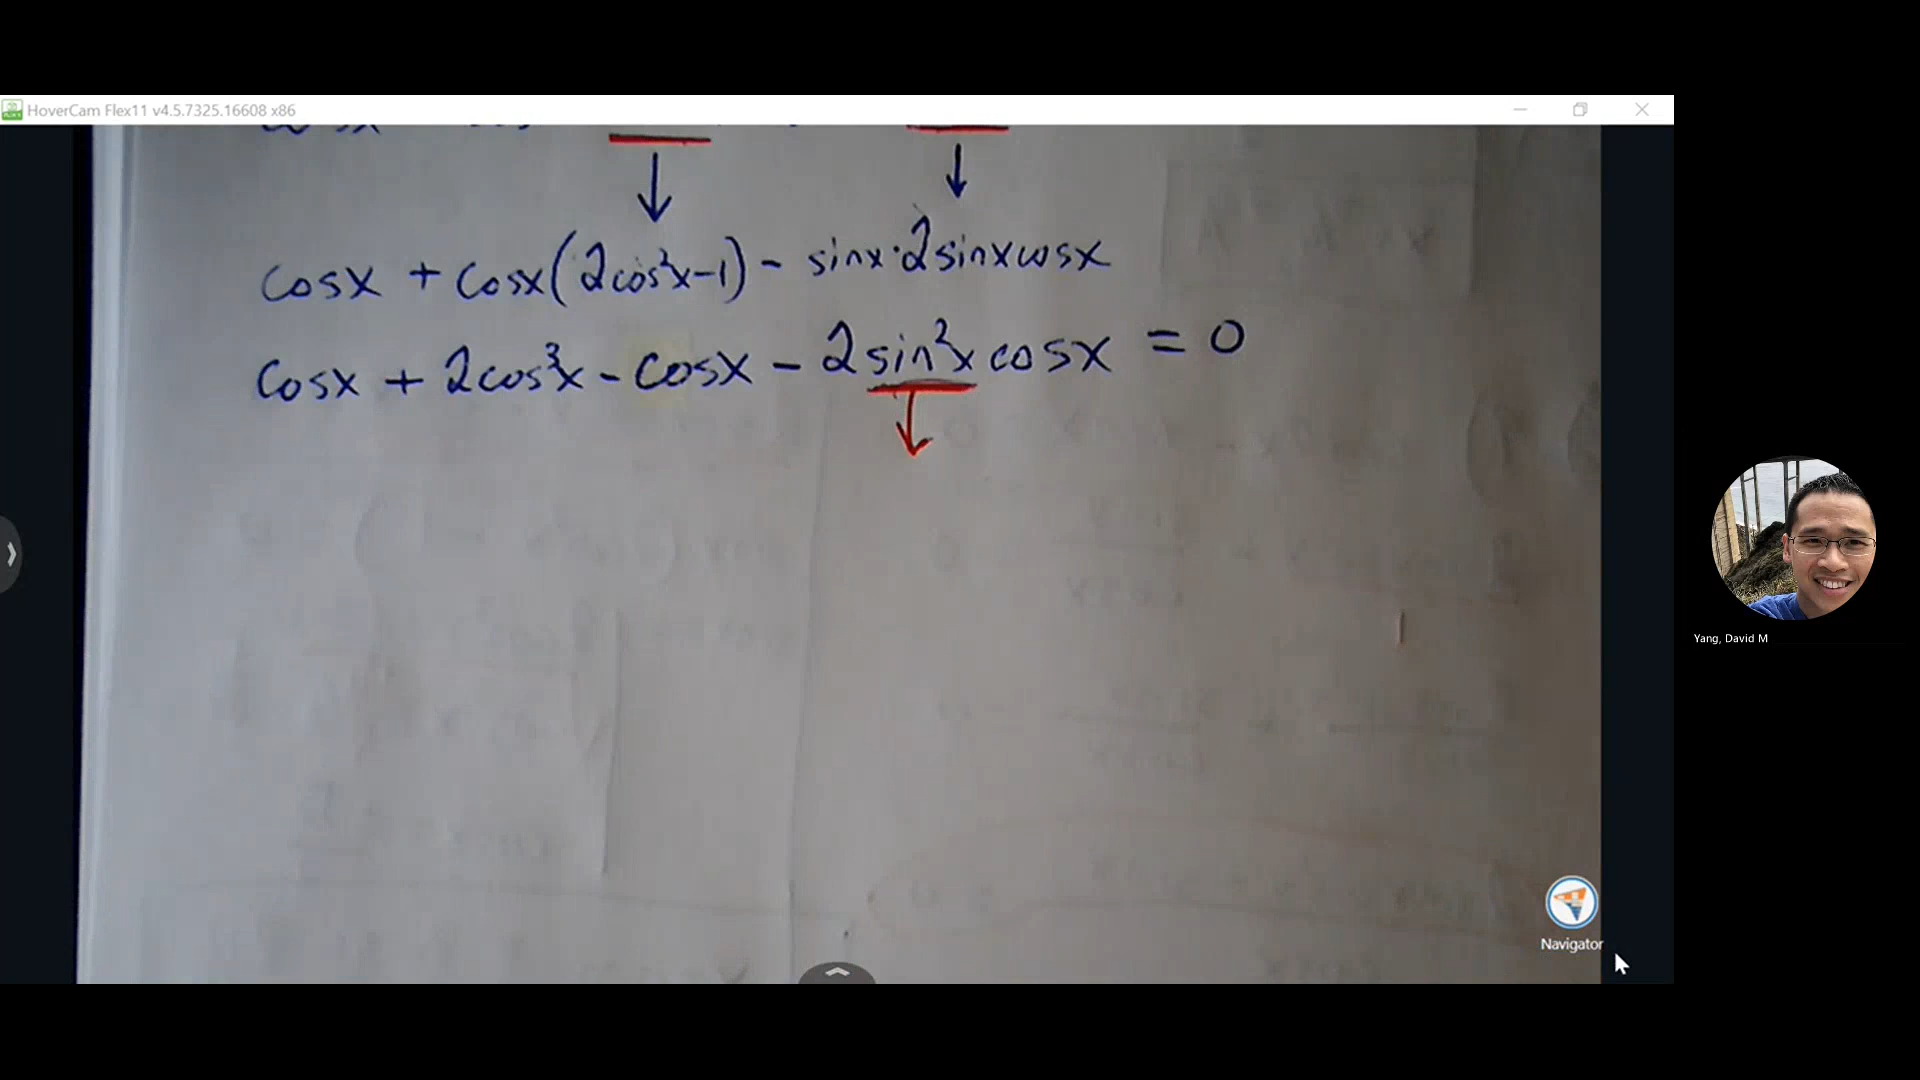 HoverCam Flex11 v4.5.7325.16608 x86
cosx + cosx(2cos²x-1) - sinx·2sinxcosx
cosx + 2cos³x - cosx - 2sin²x cosx = 0
Yang, David M
Navigator